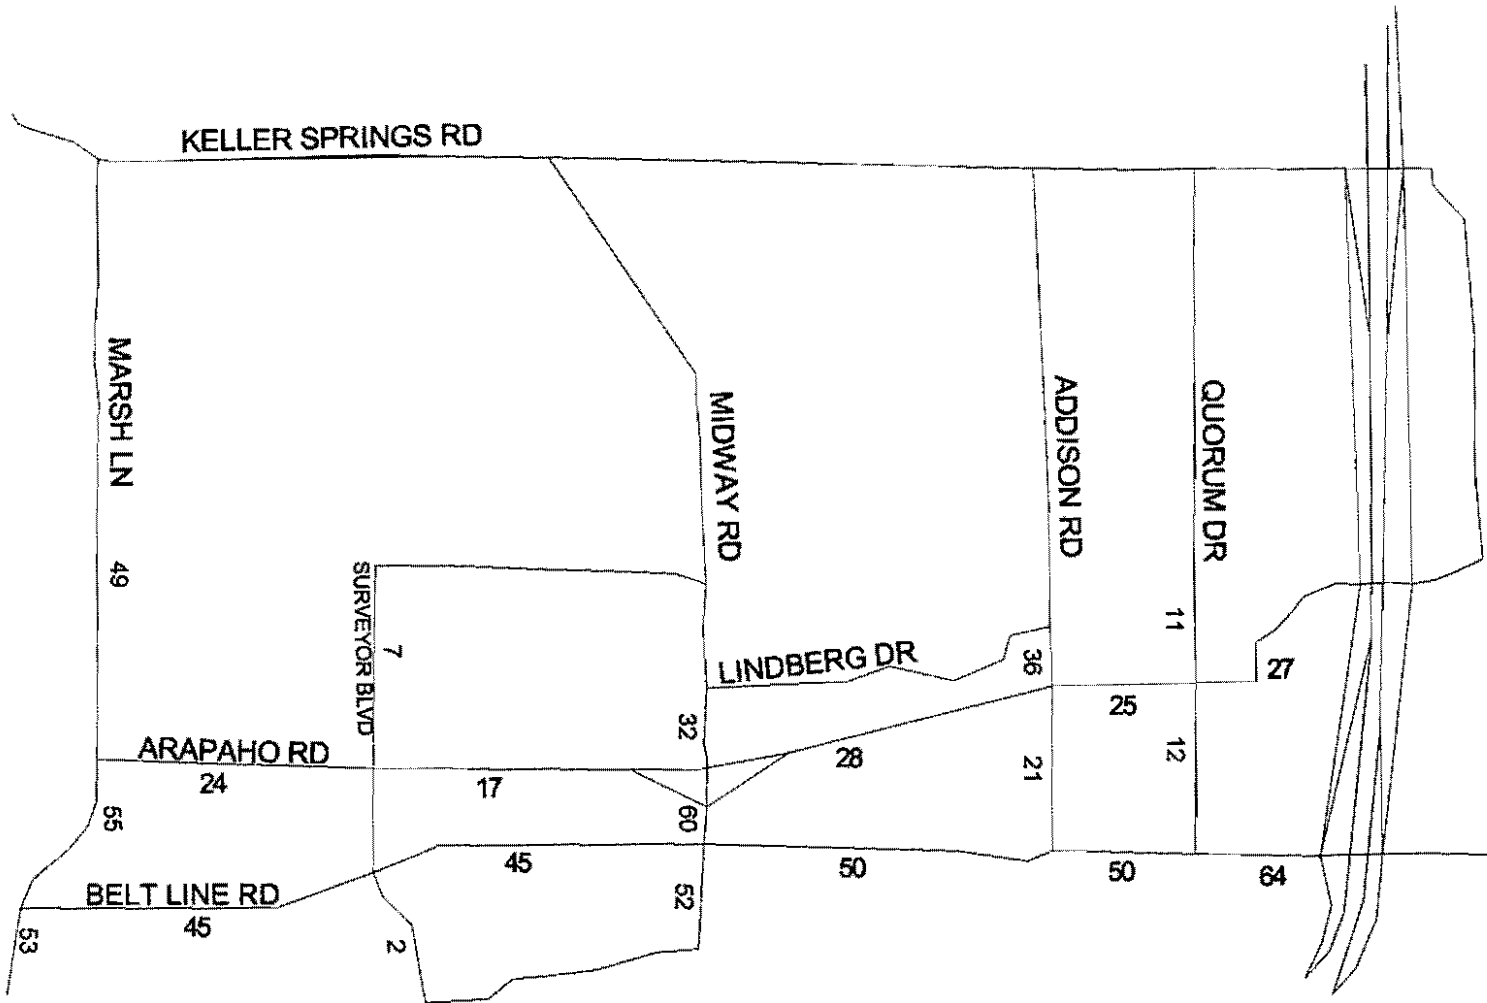 KELLER SPRINGS RD
MARSH LN
MIDWAY RD
ADDISON RD
QUORUM DR
49
SURVEYOR BLVD
7
11
LINDBERG DR
36
27
25
32
ARAPAHO RD
24
17
28
21
12
55
60
45
50
50
64
BELT LINE RD
45
52
53
2